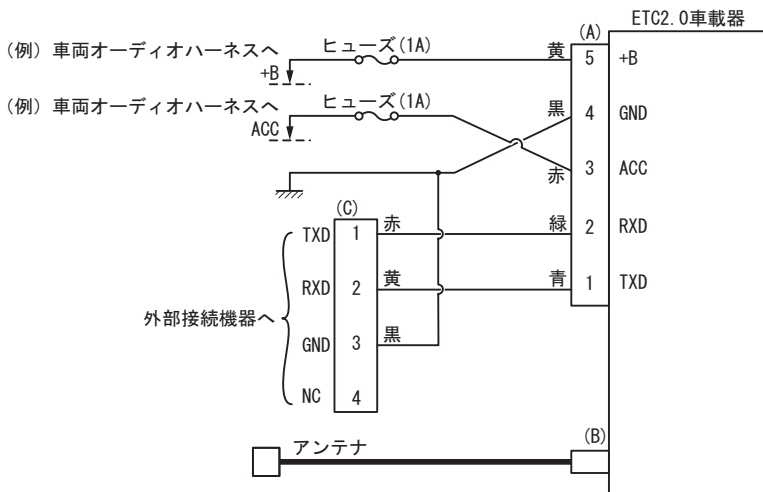 ETC2.0車載器
(A)
(例) 車両オーディオハーネスへ
ヒューズ(1A)
黄
5
+B
+B
(例) 車両オーディオハーネスへ
ヒューズ(1A)
黒
4
GND
ACC
赤
3
ACC
(C)
TXD
1
赤
緑
2
RXD
RXD
2
黄
青
1
TXD
外部接続機器へ
GND
3
黒
NC
4
(B)
アンテナ